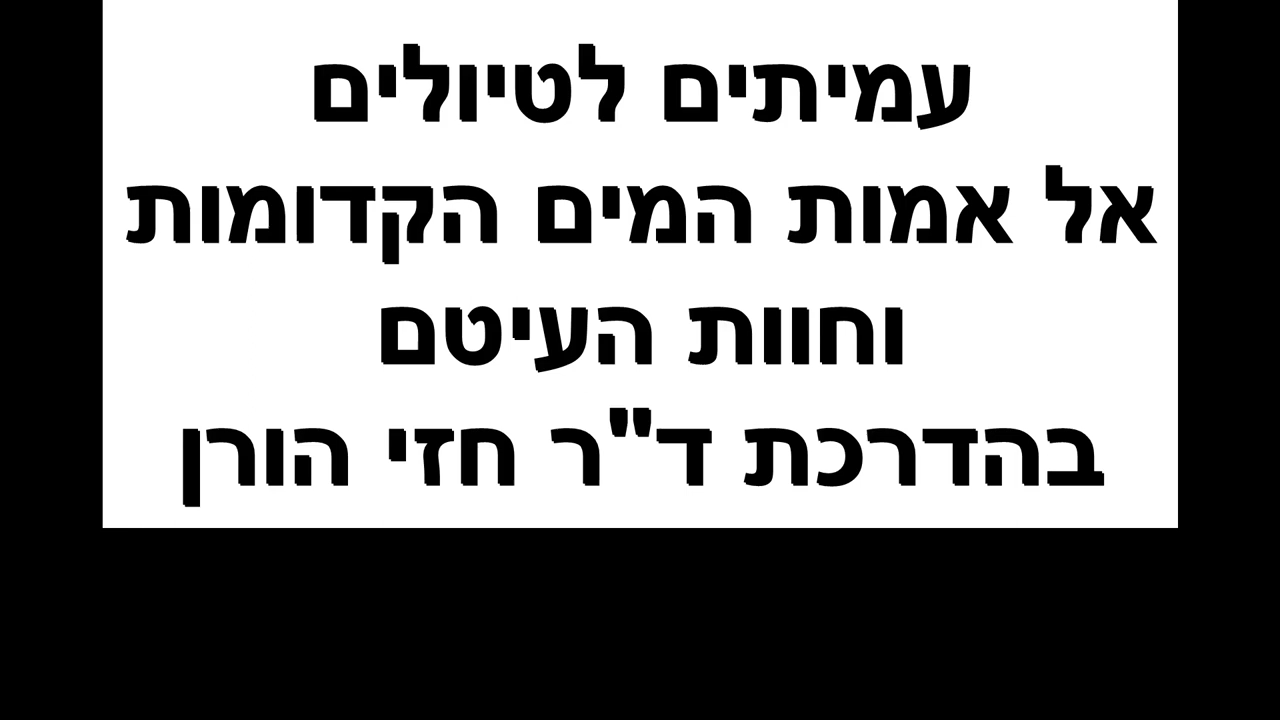 עמיתים לטיולים
אל אמות המים הקדומות
וחוות העיטם
בהדרכת ד"ר חזי הורן